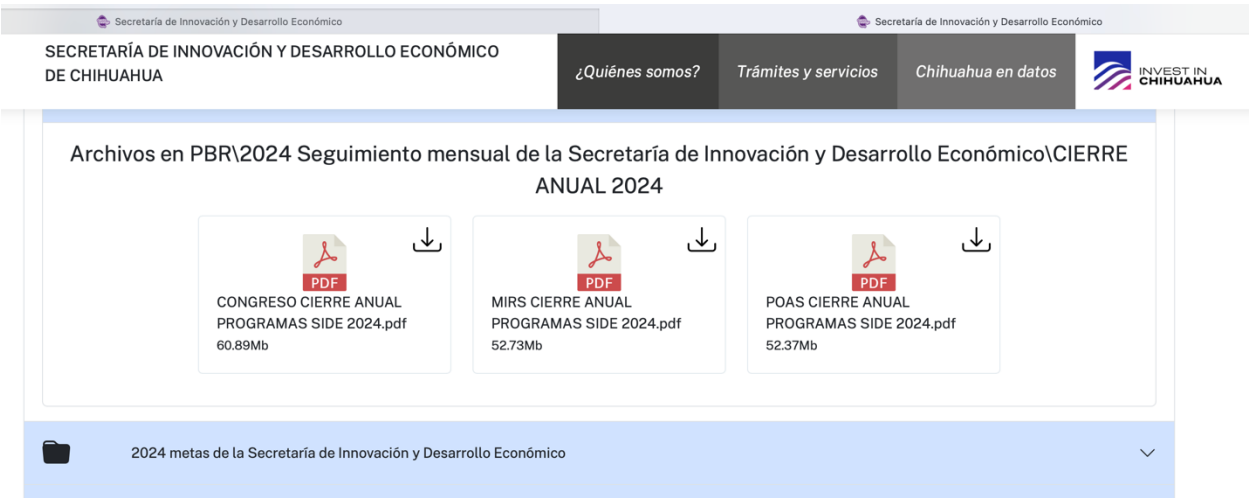 Secretaría de Innovación y Desarrollo Económico
Secretaría de Innovación y Desarrollo Económico
SECRETARÍA DE INNOVACIÓN Y DESARROLLO ECONÓMICO
DE CHIHUAHUA
¿Quiénes somos?
Trámites y servicios
Chihuahua en datos
INVEST IN
CHIHUAHUA
Archivos en PBR\2024 Seguimiento mensual de la Secretaría de Innovación y Desarrollo Económico\CIERRE
ANUAL 2024
PDF
CONGRESO CIERRE ANUAL
PROGRAMAS SIDE 2024.pdf
60.89Mb
PDF
MIRS CIERRE ANUAL
PROGRAMAS SIDE 2024.pdf
52.73Mb
PDF
POAS CIERRE ANUAL
PROGRAMAS SIDE 2024.pdf
52.37Mb
2024 metas de la Secretaría de Innovación y Desarrollo Económico